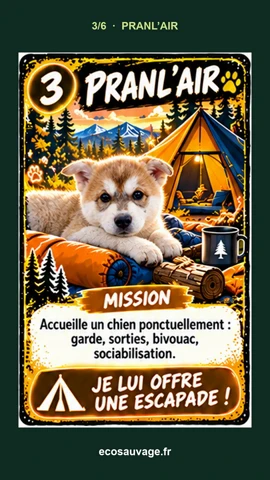 3/6 · PRANL'AIR
3 PRANL'AIR
MISSION
Accueille un chien ponctuellement :
garde, sorties, bivouac,
sociabilisation.
JE LUI OFFRE
UNE ESCAPADE !
ecosauvage.fr